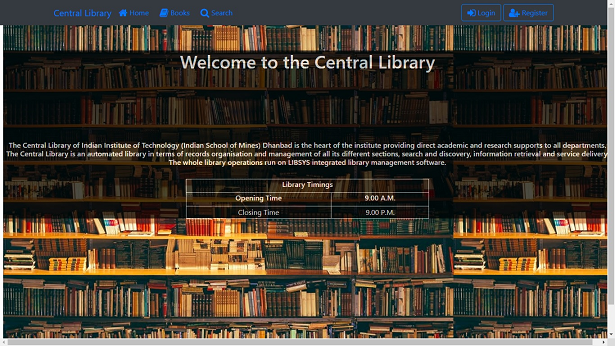 Central Library Home Books Search Login Register
Welcome to the Central Library
The Central Library of Indian Institute of Technology (Indian School of Mines) Dhanbad is the heart of the institute providing direct academic and research supports to all departments.
The Central Library is an automated library in terms of records organisation and management of all its different sections, search and discovery, information retrieval and service delivery
The whole library operations run on LIBSYS integrated library management software.
Library Timings
Opening Time 9.00 A.M.
Closing Time 9.00 P.M.